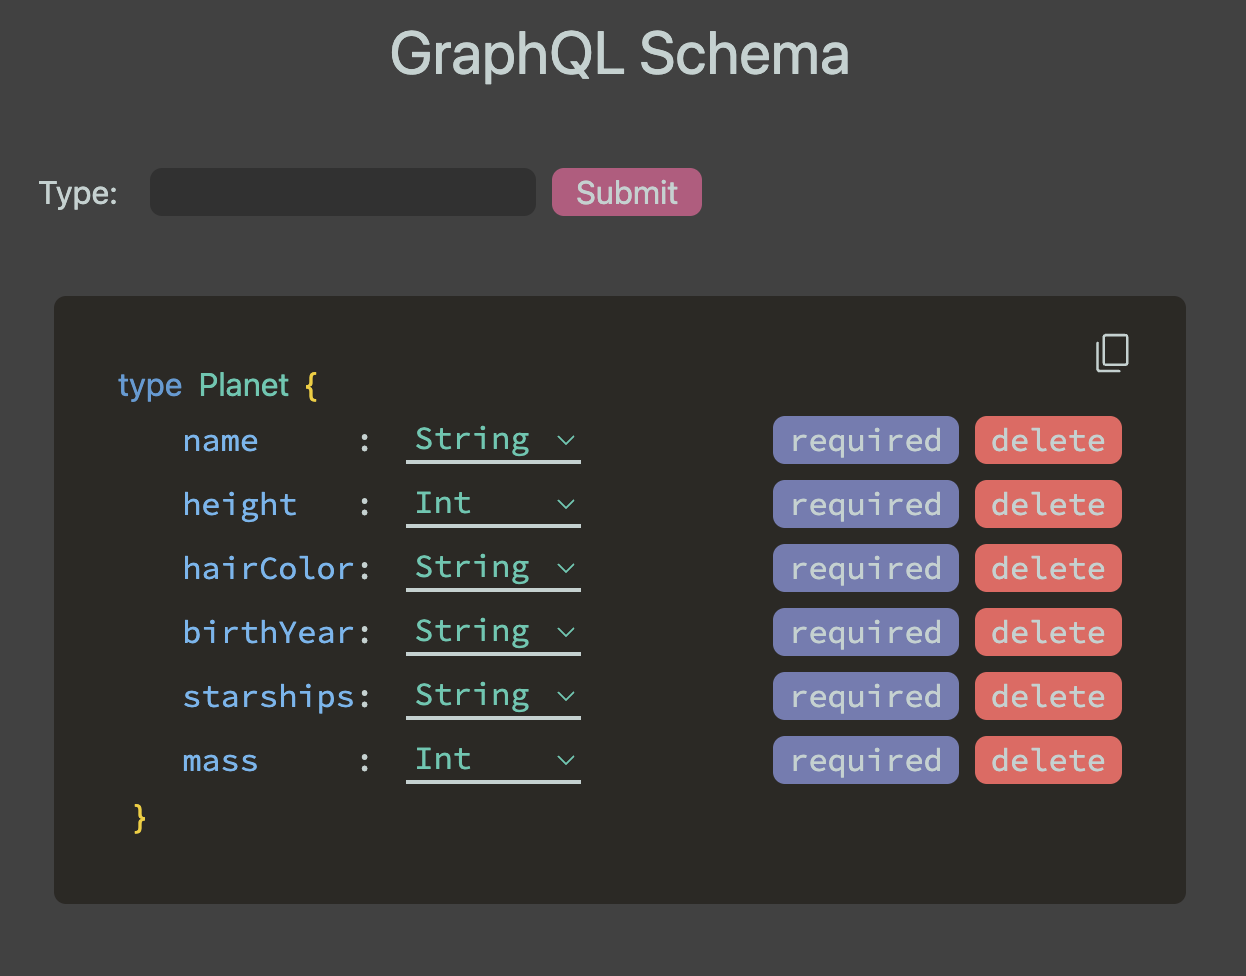 GraphQL Schema
Type: Submit
type Planet {
name : String required delete
height : Int required delete
hairColor: String required delete
birthYear: String required delete
starships: String required delete
mass : Int required delete
}